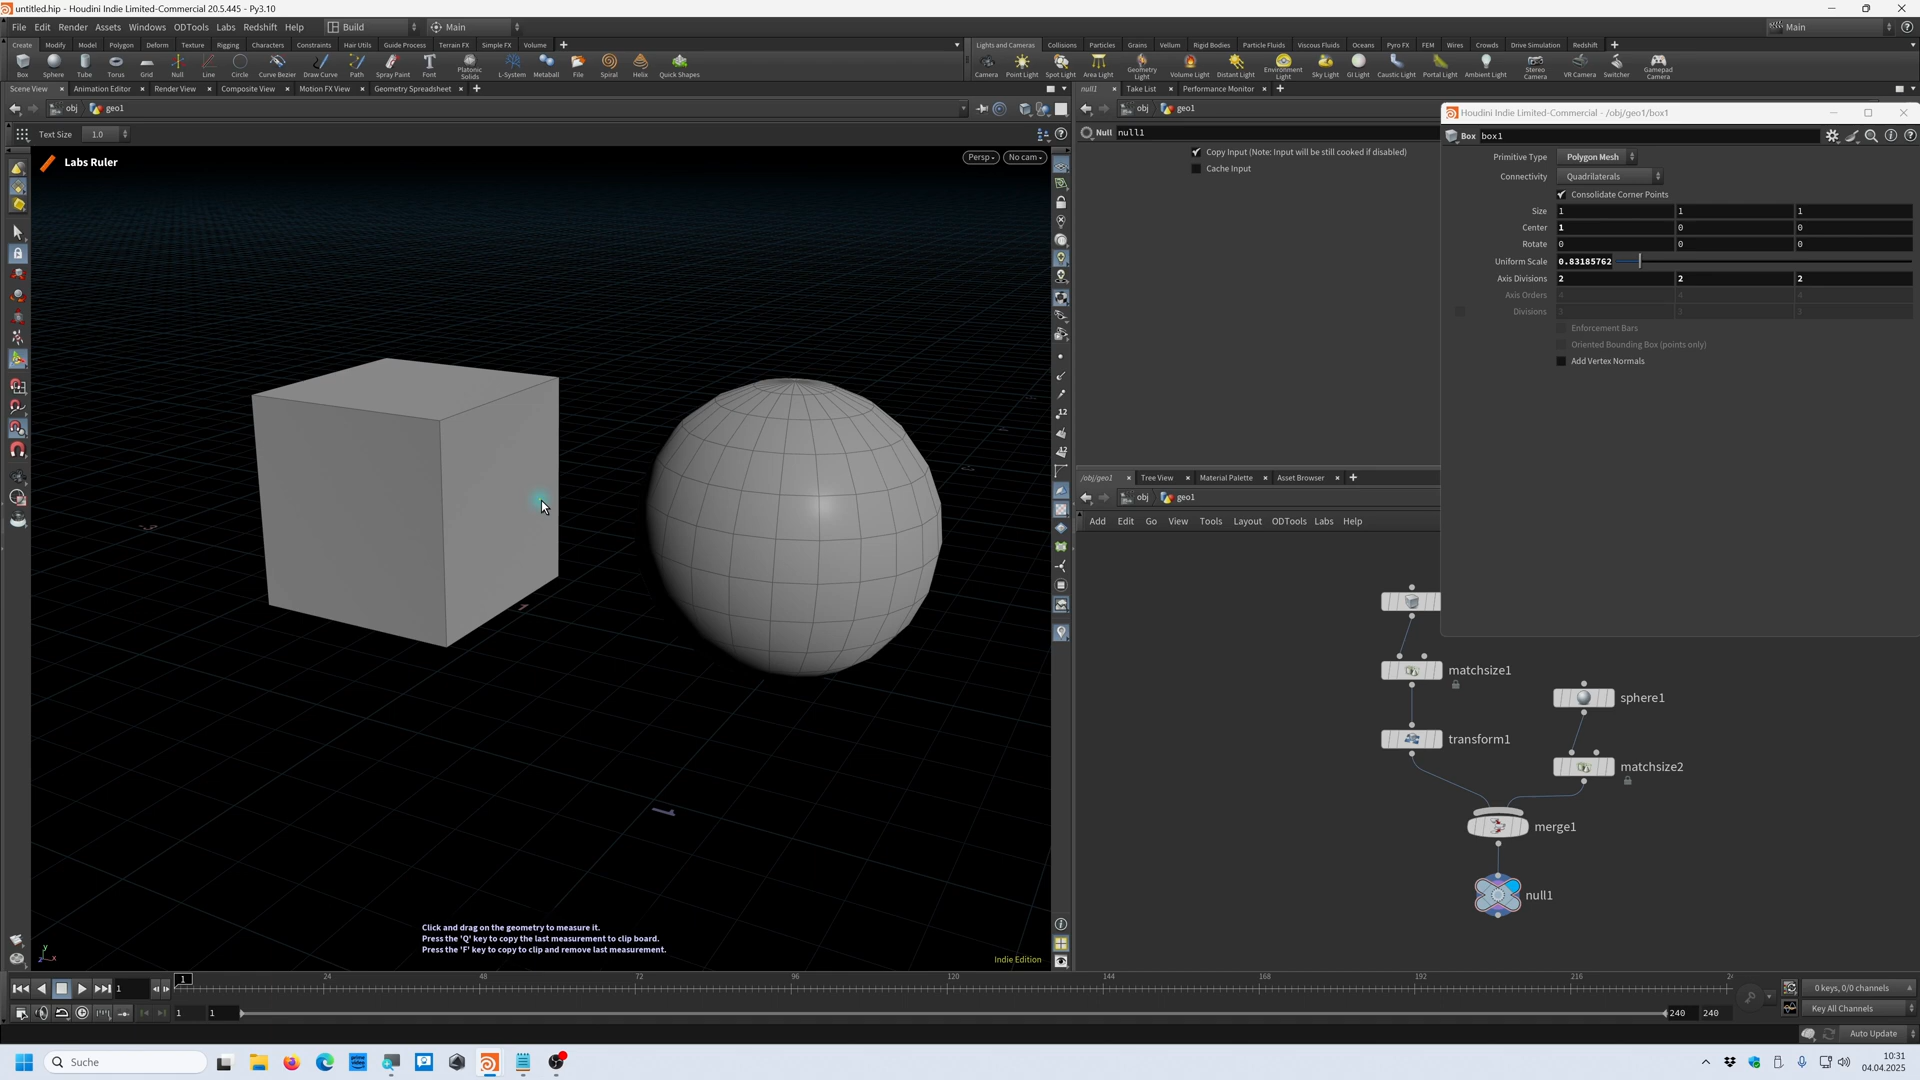 untitled.hip - Houdini Indie Limited-Commercial 20.5.445 - Py3.10
File Edit Render Assets Windows ODTools Labs Redshift Help Build Main Main
Create Modify Model Polygon Deform Texture Rigging Characters Constraints Hair Utils Guide Process Terrain FX Simple FX Volume
Lights and Cameras Collisions Particles Grains Vellum Rigid Bodies Particle Fluids Viscous Fluids Oceans Pyro FX FEM Wires Crowds Drive Simulation Redshift
Box Sphere Tube Torus Grid Null Line Circle Curve Bezier Draw Curve Path Spray Paint Font Platonic Solids L-System Metaball File Spiral Helix Quick Shapes
Camera Point Light Spot Light Area Light Geometry Light Volume Light Distant Light Environment Light Sky Light GI Light Caustic Light Portal Light Ambient Light Stereo Camera VR Camera Switcher Gamepad Camera
Scene View Animation Editor Render View Composite View Motion FX View Geometry Spreadsheet
null1 Take List Performance Monitor
obj geo1
obj geo1
Houdini Indie Limited-Commercial - /obj/geo1/box1
Text Size 1.0
Null null1
Box box1
Labs Ruler
Persp No cam
Copy Input (Note: Input will be still cooked if disabled)
Cache Input
Primitive Type Polygon Mesh
Connectivity Quadrilaterals
Consolidate Corner Points
Size 1 1 1
Center 1 0 0
Rotate 0 0 0
Uniform Scale 0.83185762
Axis Divisions 2 2 2
Axis Orders 4 4 4
Divisions 3 3 3
Enforcement Bars
Oriented Bounding Box (points only)
Add Vertex Normals
/obj/geo1 Tree View Material Palette Asset Browser
obj geo1
Add Edit Go View Tools Layout ODTools Labs Help
matchsize1
sphere1
transform1
matchsize2
merge1
null1
Click and drag on the geometry to measure it.
Press the 'Q' key to copy the last measurement to clip board.
Press the 'F' key to copy to clip and remove last measurement.
Indie Edition
y
z x
1
24 48 72 96 120 144 168 192 216
1
0 keys, 0/0 channels
1 1 240 240
Key All Channels
Auto Update
Suche
10:31
04.04.2025